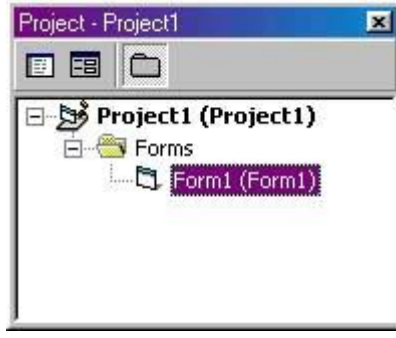 Project - Project1
Project1 (Project1)
Forms
Form1 (Form1)